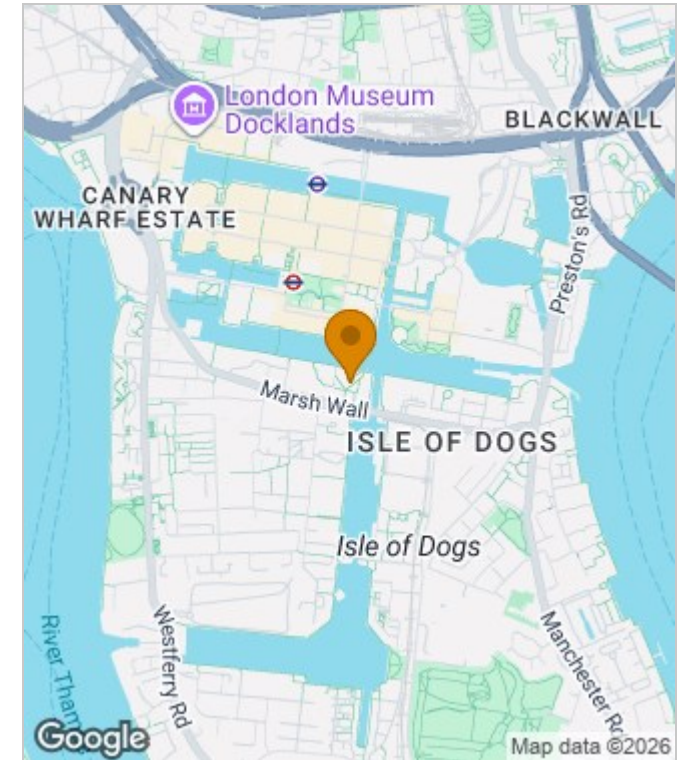 London Museum
Docklands
BLACKWALL
CANARY
WHARF ESTATE
Preston's Rd
Marsh Wall
ISLE OF DOGS
Isle of Dogs
River Tham
Westferry Rd
Manchester Rd
Google
Map data ©2026